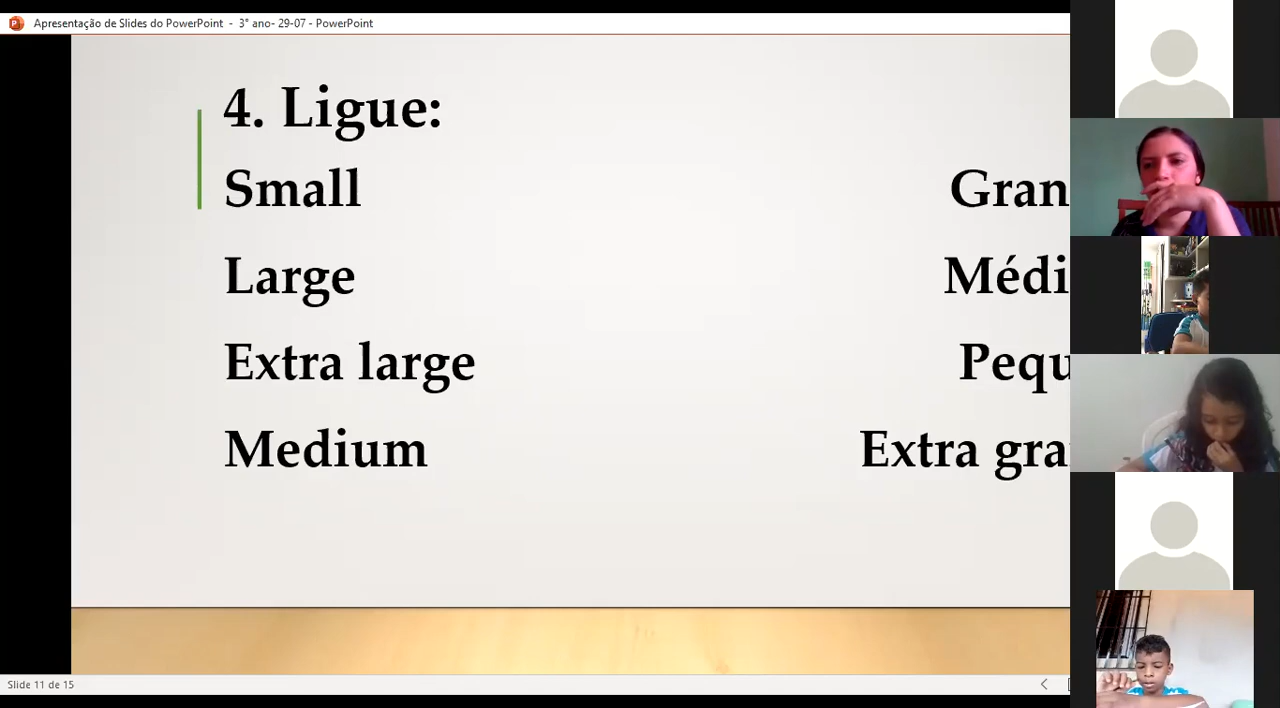 Apresentação de Slides do PowerPoint - 3° ano- 29-07 - PowerPoint
4. Ligue:
Small Gran
Large Médi
Extra large Pequ
Medium Extra gra
Slide 11 de 15